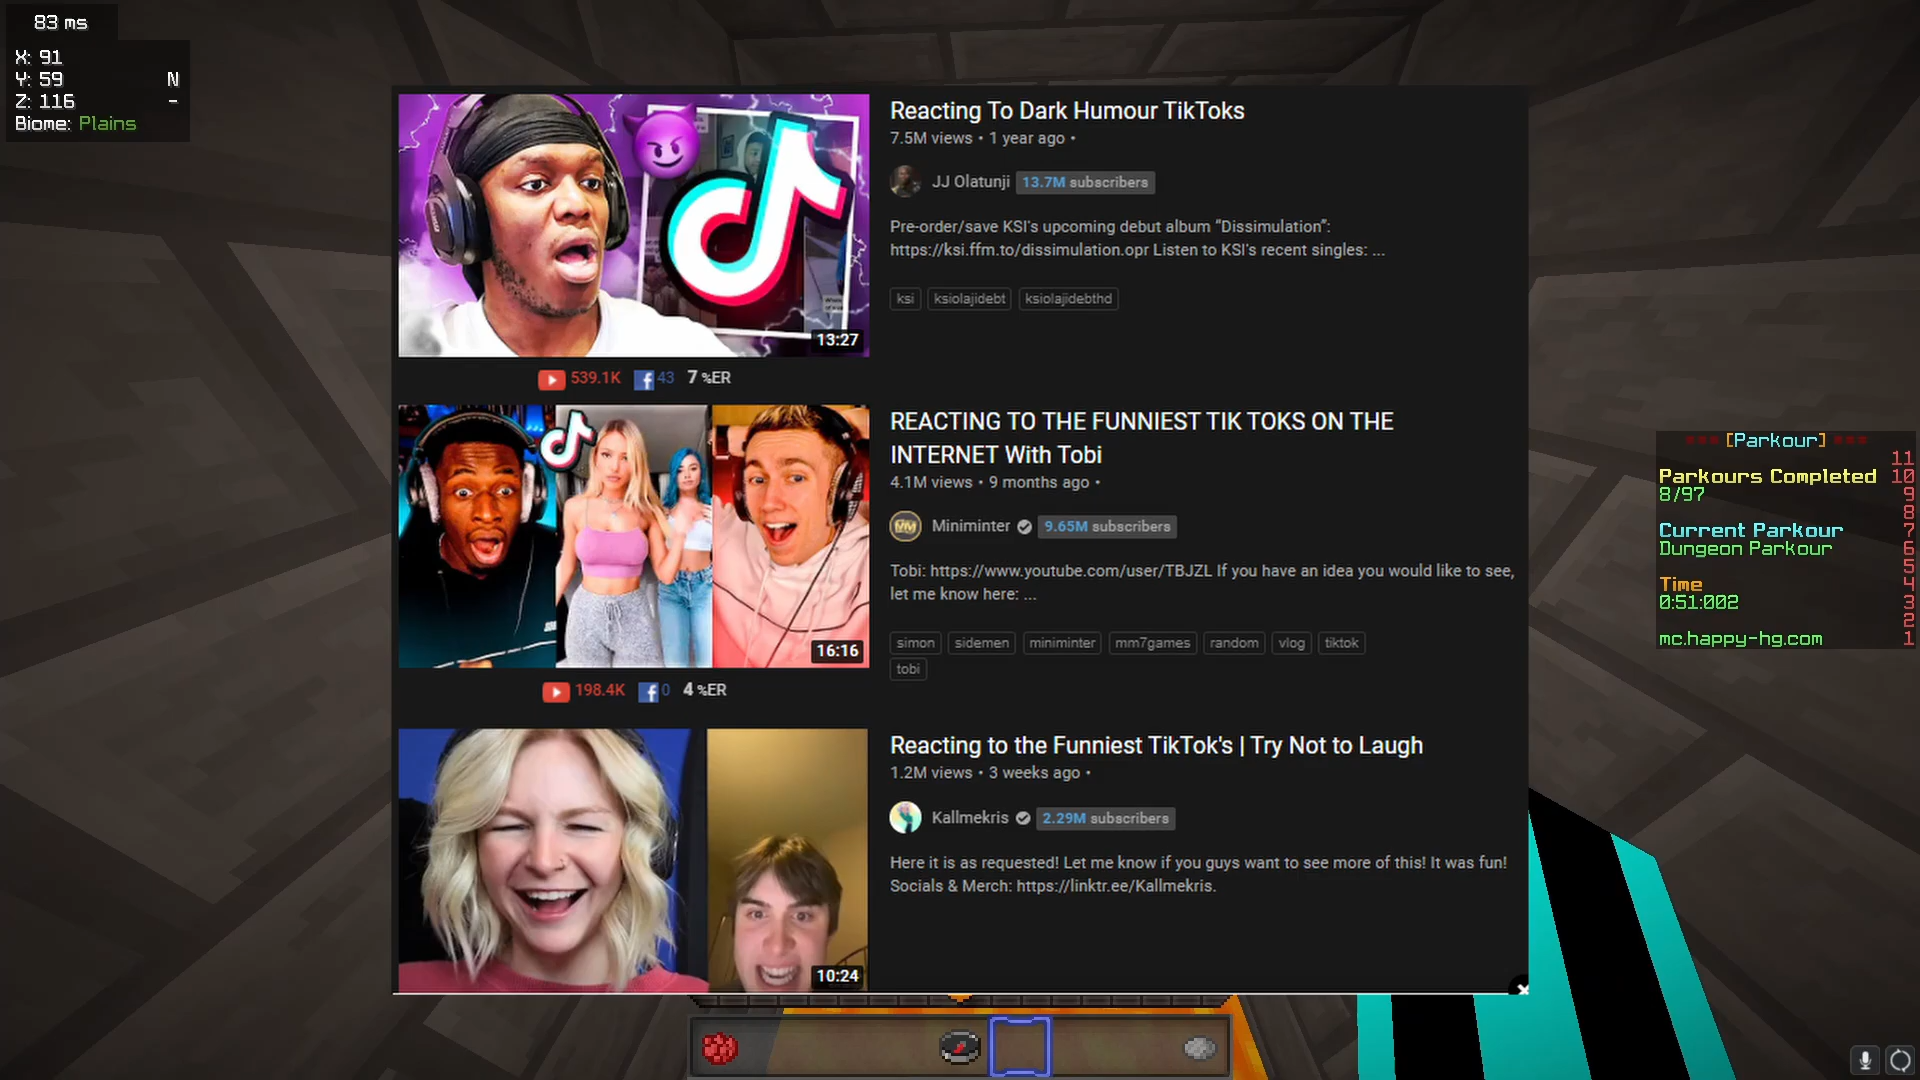 83 ms
X: 91
Y: 59 N
Z: 116 -
Biome: Plains
Reacting To Dark Humour TikToks
7.5M views • 1 year ago •
JJ Olatunji 13.7M subscribers
Pre-order/save KSI's upcoming debut album “Dissimulation”:
https://ksi.ffm.to/dissimulation.opr Listen to KSI's recent singles: ...
ksi ksiolajidebt ksiolajidebthd
13:27
539.1K 43 7 %ER
REACTING TO THE FUNNIEST TIK TOKS ON THE
INTERNET With Tobi
4.1M views • 9 months ago •
MM Miniminter 9.65M subscribers
Tobi: https://www.youtube.com/user/TBJZL If you have an idea you would like to see,
let me know here: ...
simon sidemen miniminter mm7games random vlog tiktok
tobi
16:16
198.4K 0 4 %ER
Reacting to the Funniest TikTok's | Try Not to Laugh
1.2M views • 3 weeks ago •
Kallmekris 2.29M subscribers
Here it is as requested! Let me know if you guys want to see more of this! It was fun!
Socials & Merch: https://linktr.ee/Kallmekris.
10:24
[Parkour]
11
Parkours Completed 10
8/97 9
8
Current Parkour 7
Dungeon Parkour 6
5
Time 4
0:51:002 3
2
mc.happy-hg.com 1